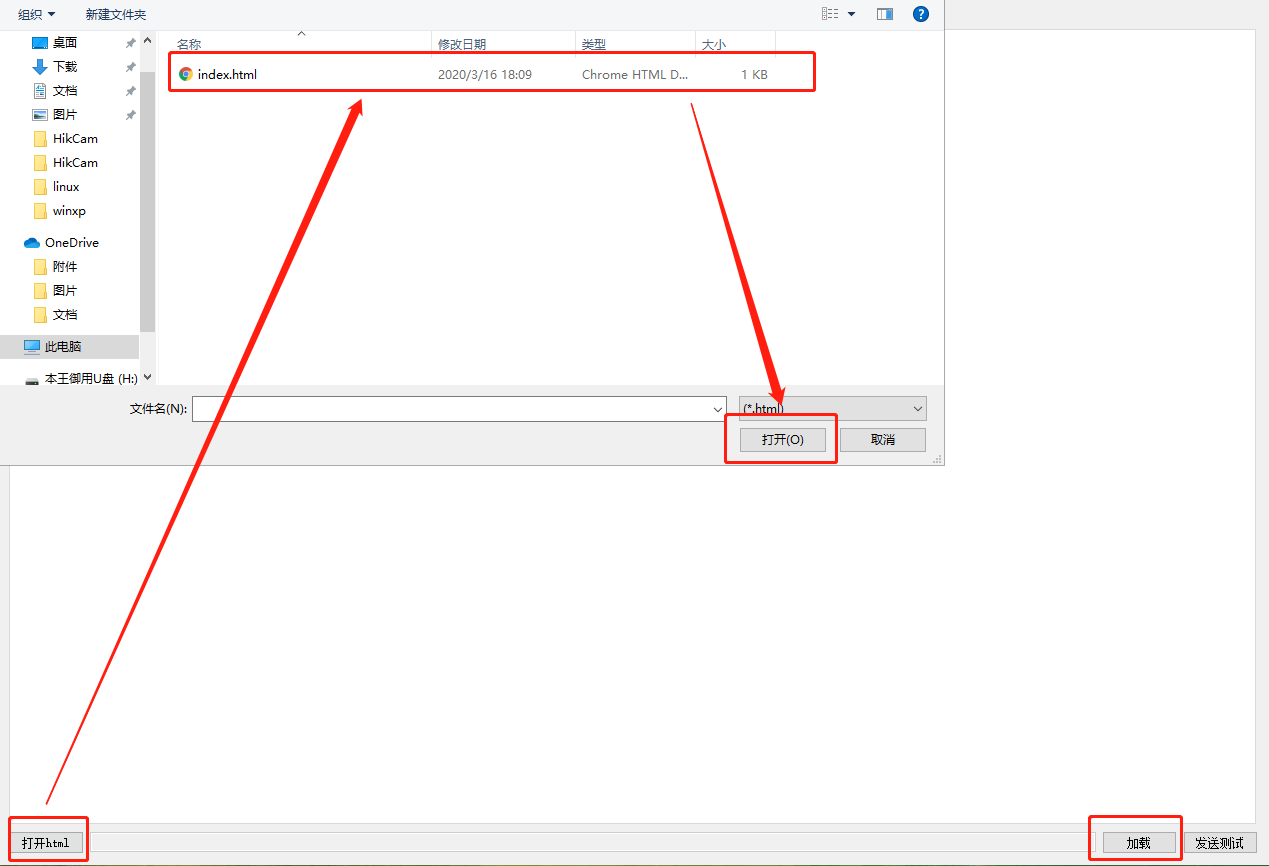 组织 新建文件夹
名称 修改日期 类型 大小
桌面
index.html 2020/3/16 18:09 Chrome HTML D... 1 KB
下载
文档
图片
HikCam
HikCam
linux
winxp
OneDrive
附件
图片
文档
此电脑
本王御用U盘 (H:)
文件名(N): (*.html)
打开(O) 取消
打开html 加载 发送测试